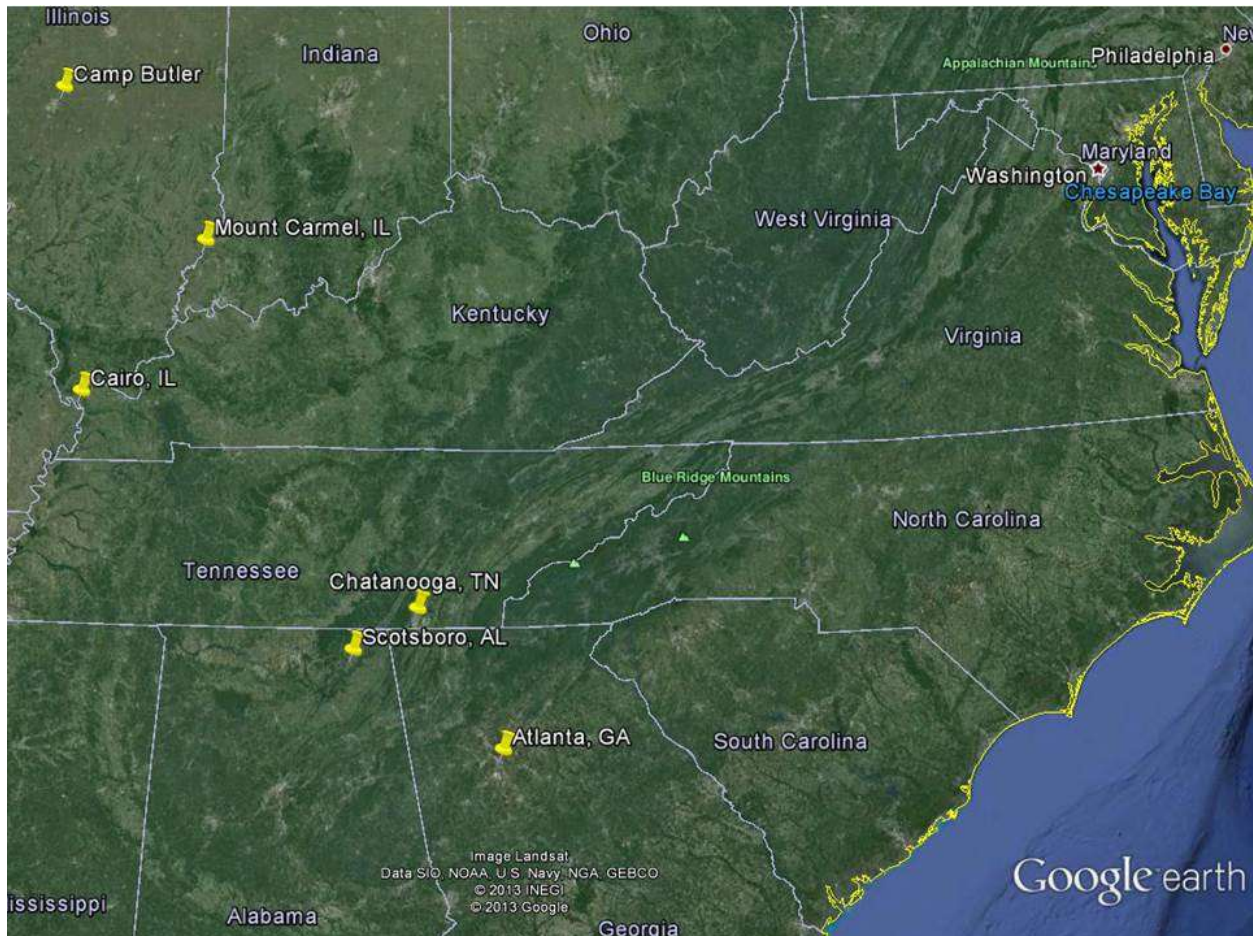 Illinois
Indiana
Ohio
New
Philadelphia
Appalachian Mountains
Camp Butler
Maryland
Washington
Chesapeake Bay
West Virginia
Mount Carmel, IL
Kentucky
Virginia
Cairo, IL
Blue Ridge Mountains
North Carolina
Tennessee
Chatanooga, TN
Scotsboro, AL
Atlanta, GA
South Carolina
Image Landsat
Data SIO, NOAA, U.S. Navy, NGA, GEBCO
© 2013 INEGI
© 2013 Google
Google earth
ississippi
Alabama
Georgia